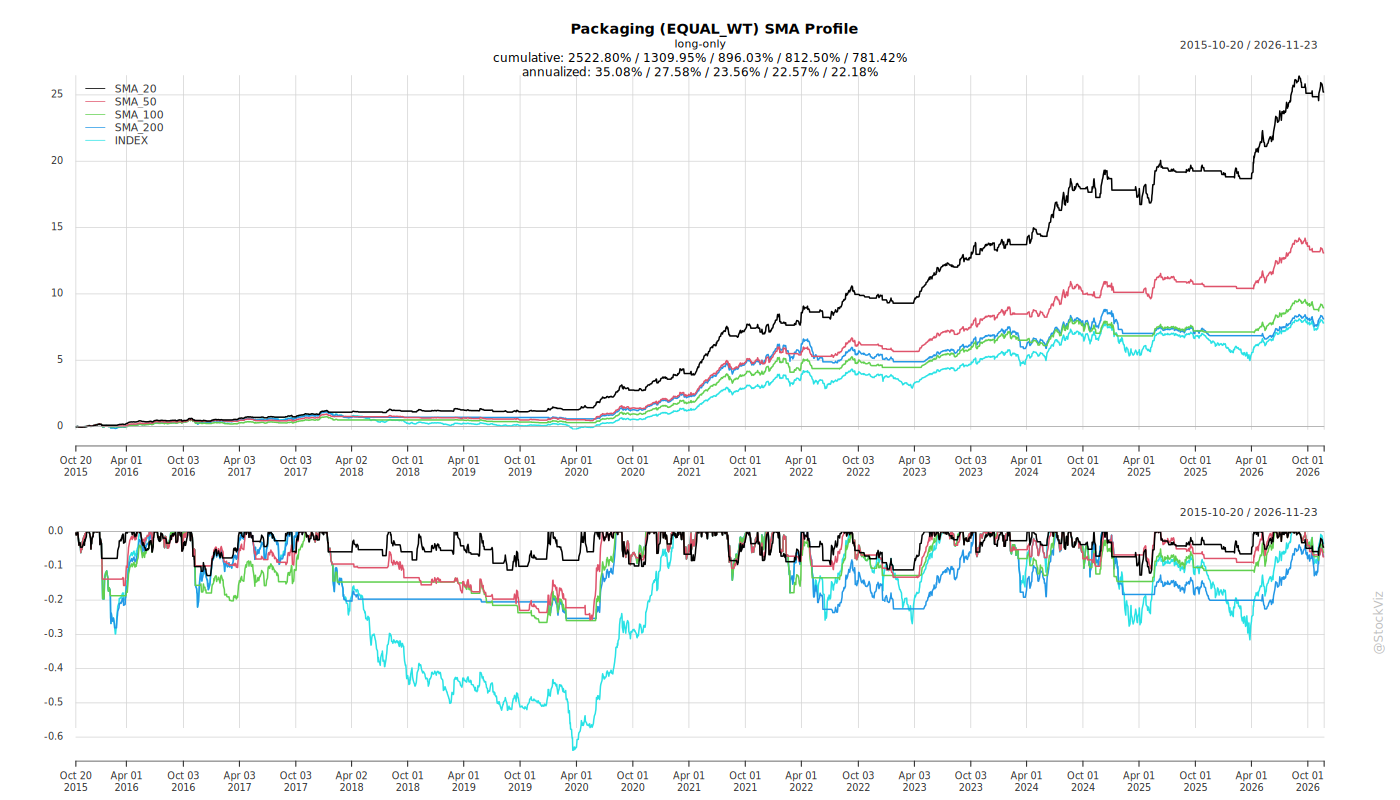 Packaging (EQUAL_WT) SMA Profile
long-only
2015-10-20 / 2026-11-23
cumulative: 2522.80% / 1309.95% / 896.03% / 812.50% / 781.42%
annualized: 35.08% / 27.58% / 23.56% / 22.57% / 22.18%
SMA_20
SMA_50
SMA_100
SMA_200
INDEX
25
20
15
10
5
0
Oct 20 Apr 01 Oct 03 Apr 03 Oct 03 Apr 02 Oct 01 Apr 01 Oct 01 Apr 01 Oct 01 Apr 01 Oct 01 Apr 01 Oct 03 Apr 03 Oct 03 Apr 01 Oct 01 Apr 01 Oct 01 Apr 01 Oct 01
2015 2016 2016 2017 2017 2018 2018 2019 2019 2020 2020 2021 2021 2022 2022 2023 2023 2024 2024 2025 2025 2026 2026
2015-10-20 / 2026-11-23
0.0
-0.1
-0.2
-0.3
-0.4
-0.5
-0.6
Oct 20 Apr 01 Oct 03 Apr 03 Oct 03 Apr 02 Oct 01 Apr 01 Oct 01 Apr 01 Oct 01 Apr 01 Oct 01 Apr 01 Oct 03 Apr 03 Oct 03 Apr 01 Oct 01 Apr 01 Oct 01 Apr 01 Oct 01
2015 2016 2016 2017 2017 2018 2018 2019 2019 2020 2020 2021 2021 2022 2022 2023 2023 2024 2024 2025 2025 2026 2026
@StockViz